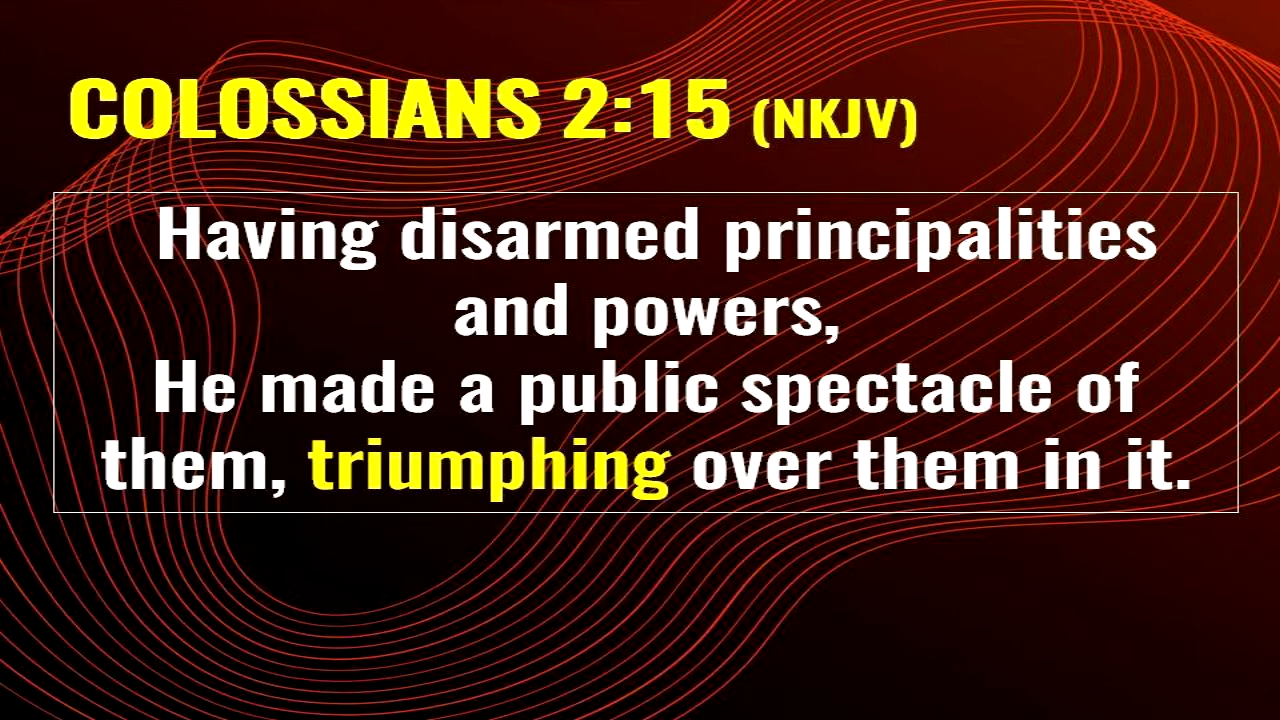 COLOSSIANS 2:15 (NKJV)
Having disarmed principalities
and powers,
He made a public spectacle of
them, triumphing over them in it.